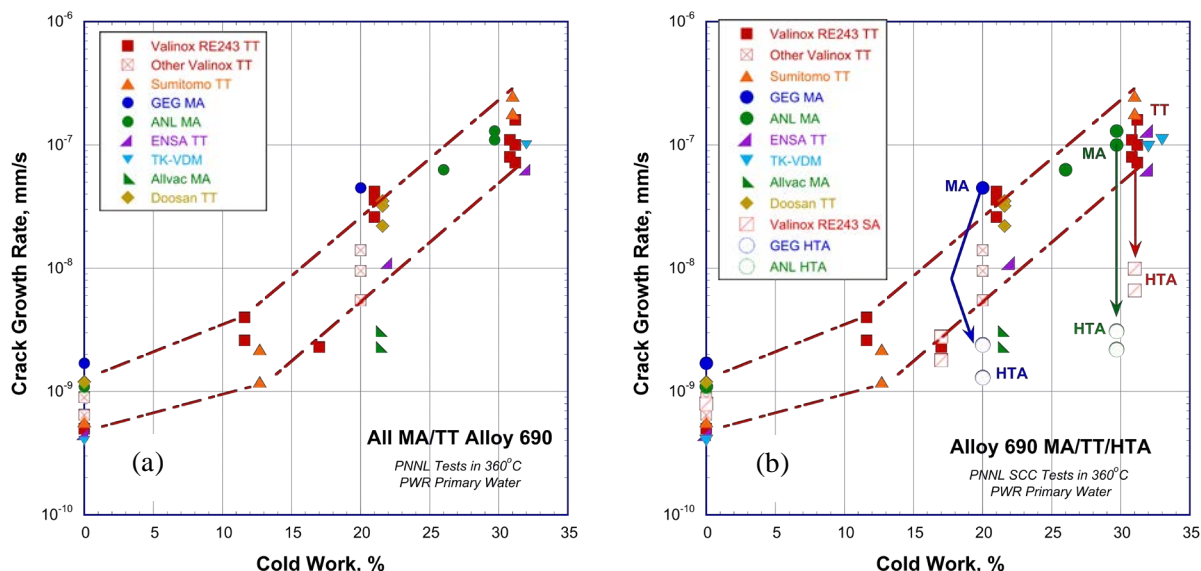 Crack Growth Rate, mm/s
10⁻⁶
10⁻⁷
10⁻⁸
10⁻⁹
10⁻¹⁰
Valinox RE243 TT
Other Valinox TT
Sumitomo TT
GEG MA
ANL MA
ENSA TT
TK-VDM
Allvac MA
Doosan TT
(a)
All MA/TT Alloy 690
PNNL Tests in 360°C
PWR Primary Water
0 5 10 15 20 25 30 35
Cold Work, %
Crack Growth Rate, mm/s
10⁻⁶
10⁻⁷
10⁻⁸
10⁻⁹
10⁻¹⁰
Valinox RE243 TT
Other Valinox TT
Sumitomo TT
GEG MA
ANL MA
ENSA TT
TK-VDM
Allvac MA
Doosan TT
Valinox RE243 SA
GEG HTA
ANL HTA
TT
MA
MA
HTA
HTA
HTA
(b)
Alloy 690 MA/TT/HTA
PNNL SCC Tests in 360°C
PWR Primary Water
0 5 10 15 20 25 30 35
Cold Work, %